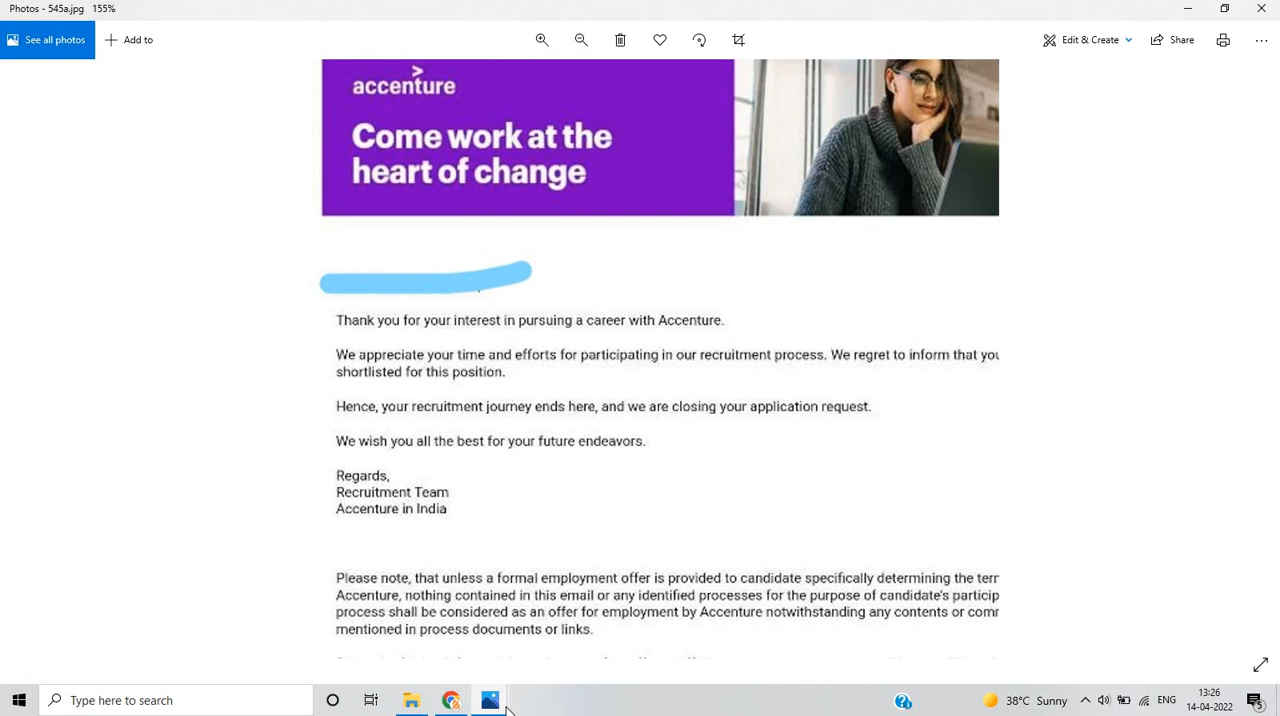 Photos - 545a.jpg 155%
See all photos
Add to
Edit & Create
Share
accenture
Come work at the
heart of change
Thank you for your interest in pursuing a career with Accenture.
We appreciate your time and efforts for participating in our recruitment process. We regret to inform that you
shortlisted for this position.
Hence, your recruitment journey ends here, and we are closing your application request.
We wish you all the best for your future endeavors.
Regards,
Recruitment Team
Accenture in India
Please note, that unless a formal employment offer is provided to candidate specifically determining the
Accenture, nothing contained in this email or any identified processes for the purpose of candidate's
process shall be considered as an offer for employment by Accenture notwithstanding any contents or
mentioned in process documents or links.
Type here to search
38°C Sunny
ENG
13:26
14-04-2022
5